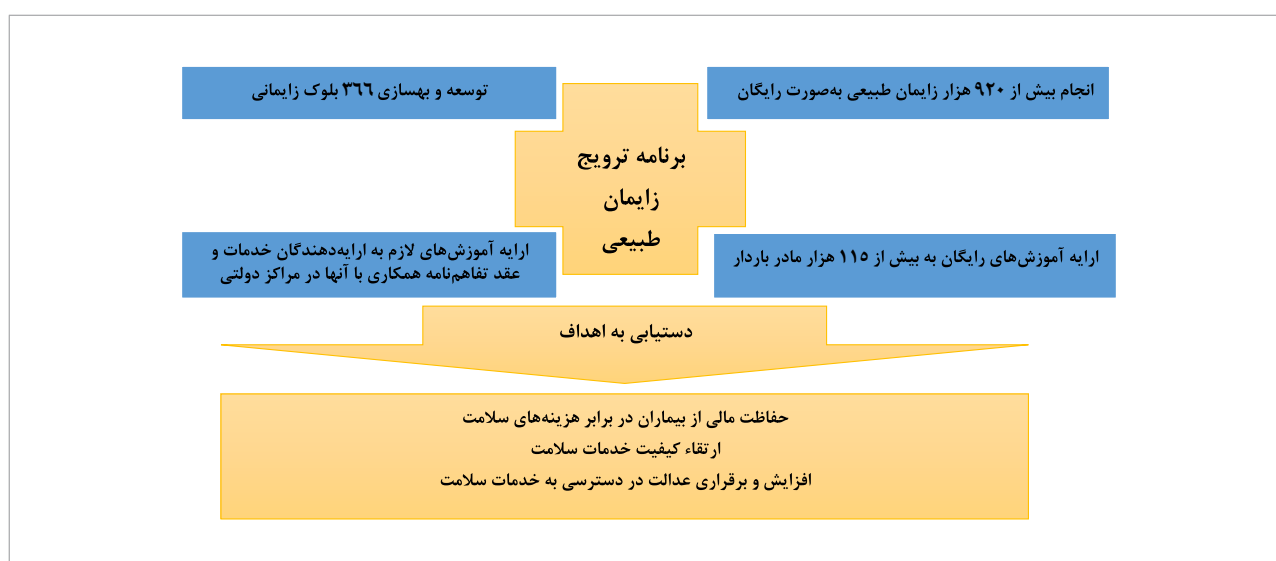 انجام بیش از ۹۲۰ هزار زایمان طبیعی به‌صورت رایگان
توسعه و بهسازی ۳٦٦ بلوک زایمانی
برنامه ترویج
زایمان
طبیعی
ارایه آموزش‌های رایگان به بیش از ۱۱٥ هزار مادر باردار
ارایه آموزش‌های لازم به ارایه‌دهندگان خدمات و
عقد تفاهم‌نامه همکاری با آنها در مراکز دولتی
دستیابی به اهداف
حفاظت مالی از بیماران در برابر هزینه‌های سلامت
ارتقاء کیفیت خدمات سلامت
افزایش و برقراری عدالت در دسترسی به خدمات سلامت